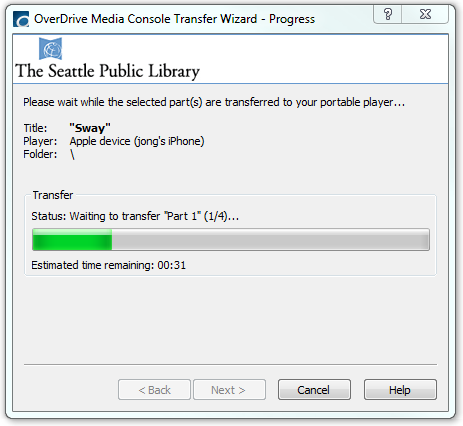 OverDrive Media Console Transfer Wizard - Progress
The Seattle Public Library
Please wait while the selected part(s) are transferred to your portable player...
Title: "Sway"
Player: Apple device (jong's iPhone)
Folder: \
Transfer
Status: Waiting to transfer "Part 1" (1/4)...
Estimated time remaining: 00:31
< Back Next > Cancel Help